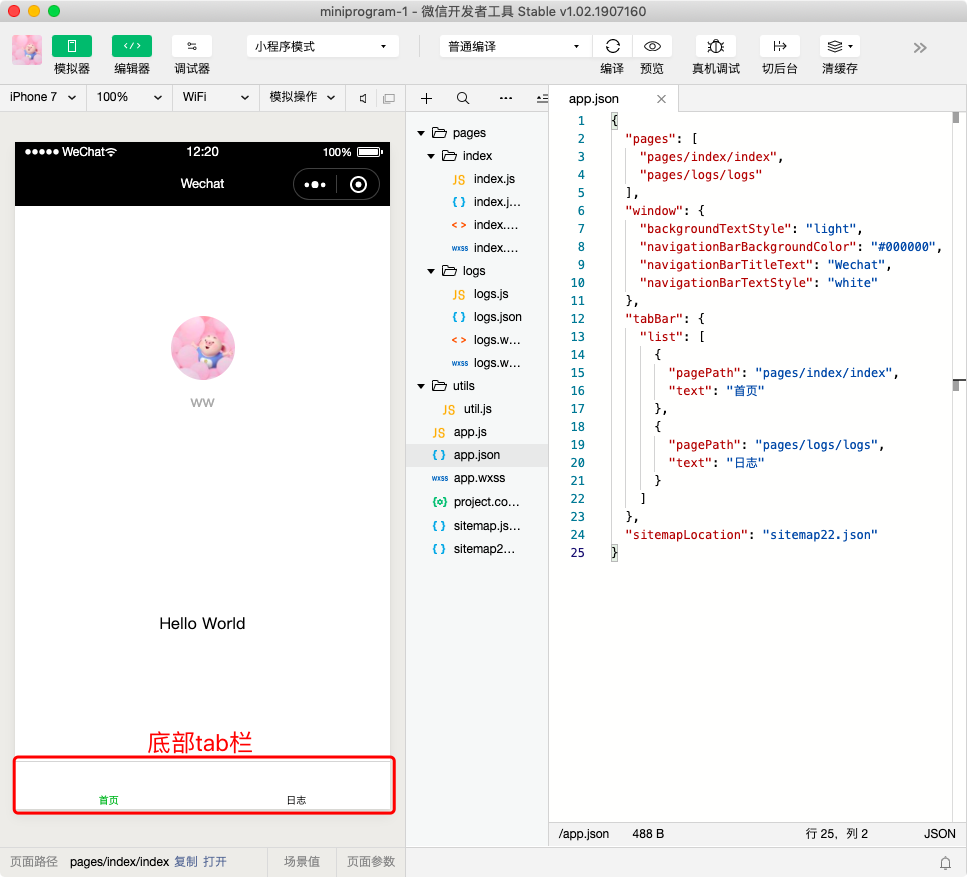 miniprogram-1 - 微信开发者工具 Stable v1.02.1907160
模拟器 编辑器 调试器
小程序模式
普通编译
编译 预览 真机调试 切后台 清缓存
iPhone 7 100% WiFi 模拟操作
WeChat 12:20 100%
Wechat
ww
Hello World
底部tab栏
首页 日志
pages
index
JS index.js
{ } index.j...
< > index....
wxss index....
logs
JS logs.js
{ } logs.json
< > logs.w...
wxss logs.w...
utils
JS util.js
JS app.js
{ } app.json
wxss app.wxss
project.co...
{ } sitemap.js...
{ } sitemap2...
app.json
1 {
2 "pages": [
3 "pages/index/index",
4 "pages/logs/logs"
5 ],
6 "window": {
7 "backgroundTextStyle": "light",
8 "navigationBarBackgroundColor": "#000000",
9 "navigationBarTitleText": "Wechat",
10 "navigationBarTextStyle": "white"
11 },
12 "tabBar": {
13 "list": [
14 {
15 "pagePath": "pages/index/index",
16 "text": "首页"
17 },
18 {
19 "pagePath": "pages/logs/logs",
20 "text": "日志"
21 }
22 ]
23 },
24 "sitemapLocation": "sitemap22.json"
25 }
/app.json 488 B 行 25，列 2 JSON
页面路径 pages/index/index 复制 打开 场景值 页面参数